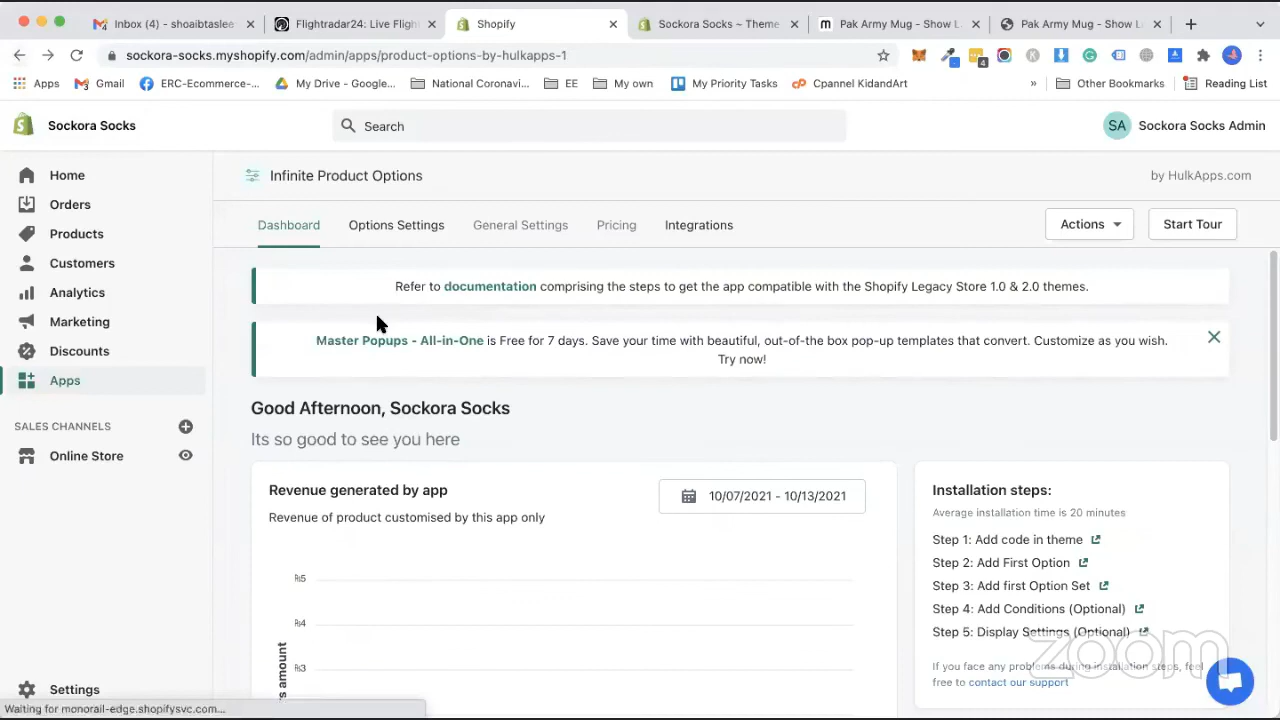 Inbox (4) - shoaibtaslee
Flightradar24: Live Flight
Shopify
Sockora Socks ~ Theme
Pak Army Mug - Show L
Pak Army Mug - Show L
sockora-socks.myshopify.com/admin/apps/product-options-by-hulkapps-1
4
Apps
Gmail
ERC-Ecommerce-...
My Drive - Google...
National Coronavi...
EE
My own
My Priority Tasks
Cpannel KidandArt
»
Other Bookmarks
Reading List
Sockora Socks
Search
SA
Sockora Socks Admin
Home
Orders
Products
Customers
Analytics
Marketing
Discounts
Apps
SALES CHANNELS
Online Store
Settings
Waiting for monorail-edge.shopifysvc.com...
Infinite Product Options
by HulkApps.com
Dashboard
Options Settings
General Settings
Pricing
Integrations
Actions
Start Tour
Refer to documentation comprising the steps to get the app compatible with the Shopify Legacy Store 1.0 & 2.0 themes.
Master Popups - All-in-One is Free for 7 days. Save your time with beautiful, out-of-the box pop-up templates that convert. Customize as you wish.
Try now!
Good Afternoon, Sockora Socks
Its so good to see you here
Revenue generated by app
10/07/2021 - 10/13/2021
Revenue of product customised by this app only
₨5
₨4
₨3
s amount
Installation steps:
Average installation time is 20 minutes
Step 1: Add code in theme
Step 2: Add First Option
Step 3: Add first Option Set
Step 4: Add Conditions (Optional)
Step 5: Display Settings (Optional)
If you face any problems during installation steps, feel
free to contact our support
zoom